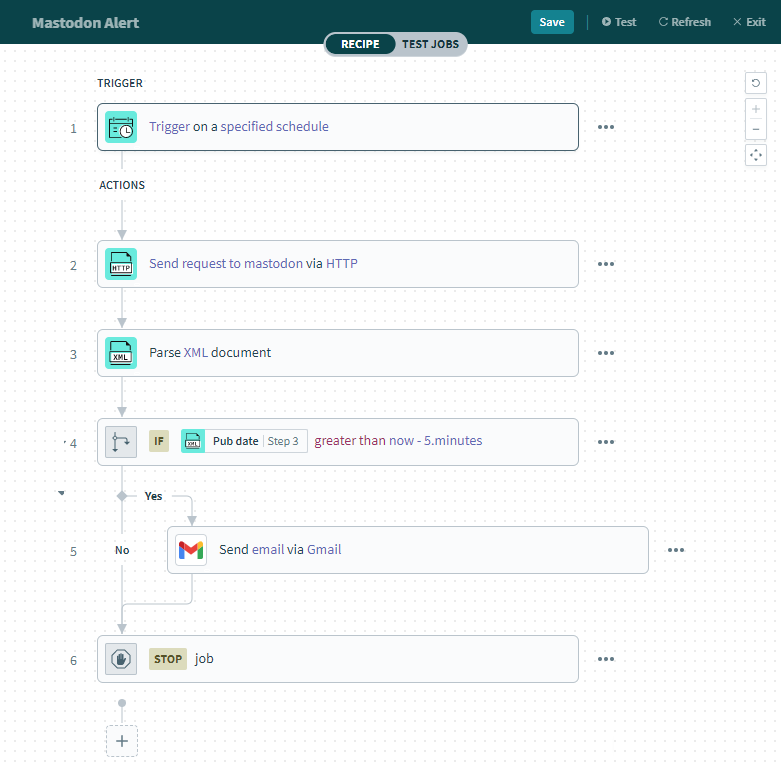 Mastodon Alert
Save
Test
Refresh
Exit
RECIPE
TEST JOBS
TRIGGER
1
Trigger on a specified schedule
ACTIONS
2
HTTP
Send request to mastodon via HTTP
3
XML
Parse XML document
4
IF
XML
Pub date | Step 3
greater than now - 5.minutes
Yes
5
No
Send email via Gmail
6
STOP job